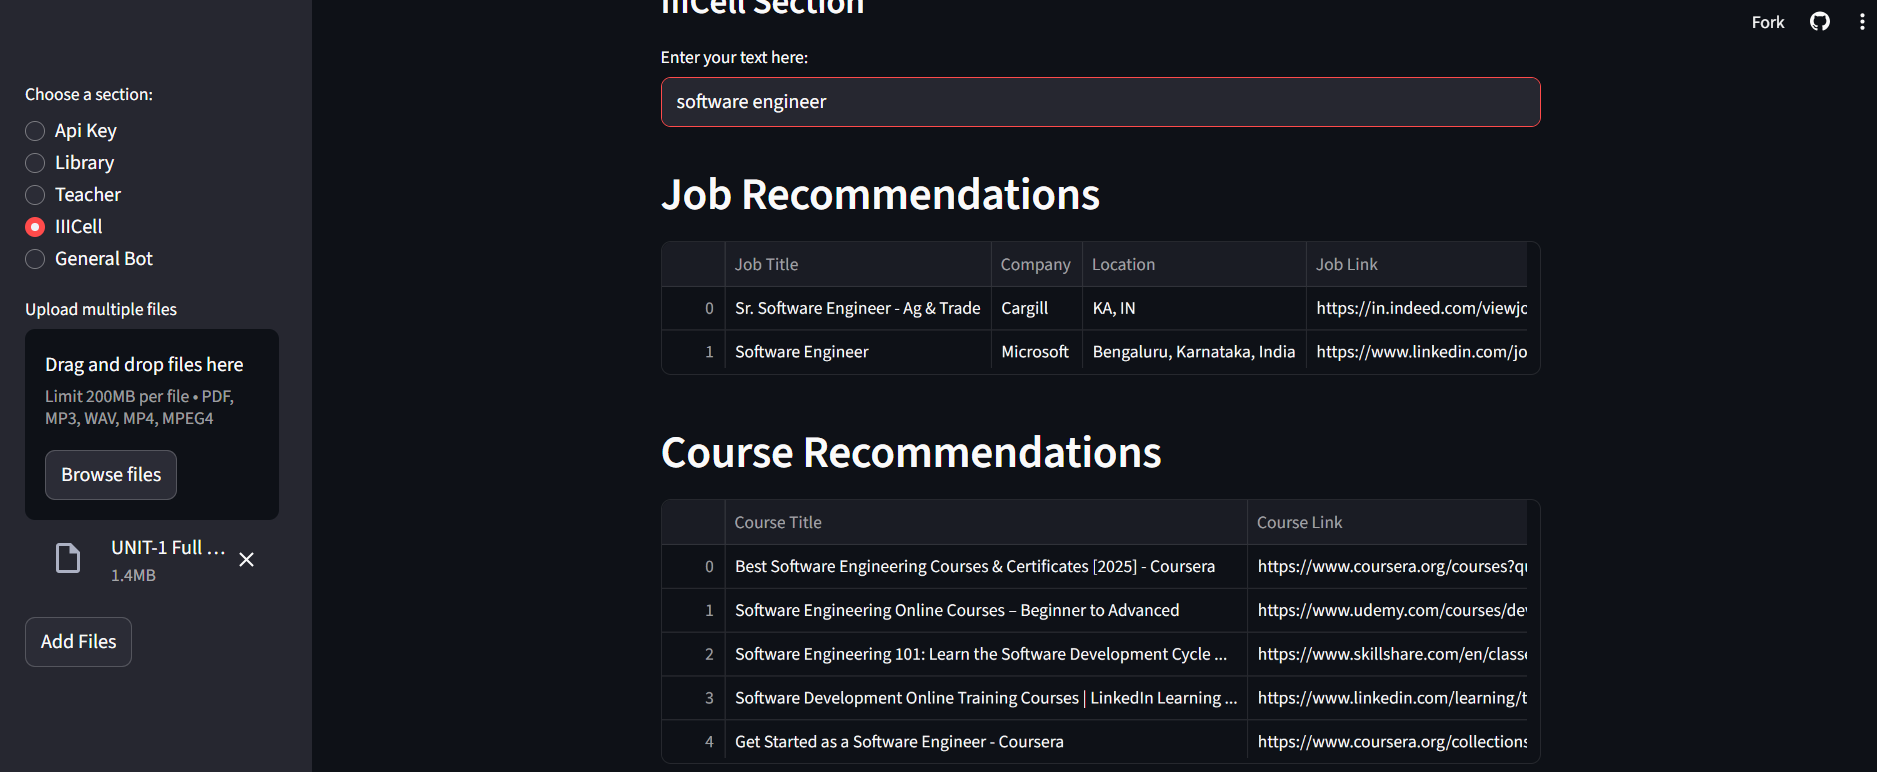 IIICell Section
Fork
Choose a section:
Api Key
Library
Teacher
IIICell
General Bot
Upload multiple files
Drag and drop files here
Limit 200MB per file • PDF,
MP3, WAV, MP4, MPEG4
Browse files
UNIT-1 Full ...
1.4MB
Add Files
Enter your text here:
software engineer
Job Recommendations
Job Title Company Location Job Link
0 Sr. Software Engineer - Ag & Trade Cargill KA, IN https://in.indeed.com/viewjo
1 Software Engineer Microsoft Bengaluru, Karnataka, India https://www.linkedin.com/jo
Course Recommendations
Course Title Course Link
0 Best Software Engineering Courses & Certificates [2025] - Coursera https://www.coursera.org/courses?qu
1 Software Engineering Online Courses – Beginner to Advanced https://www.udemy.com/courses/dev
2 Software Engineering 101: Learn the Software Development Cycle ... https://www.skillshare.com/en/classe
3 Software Development Online Training Courses | LinkedIn Learning ... https://www.linkedin.com/learning/t
4 Get Started as a Software Engineer - Coursera https://www.coursera.org/collections